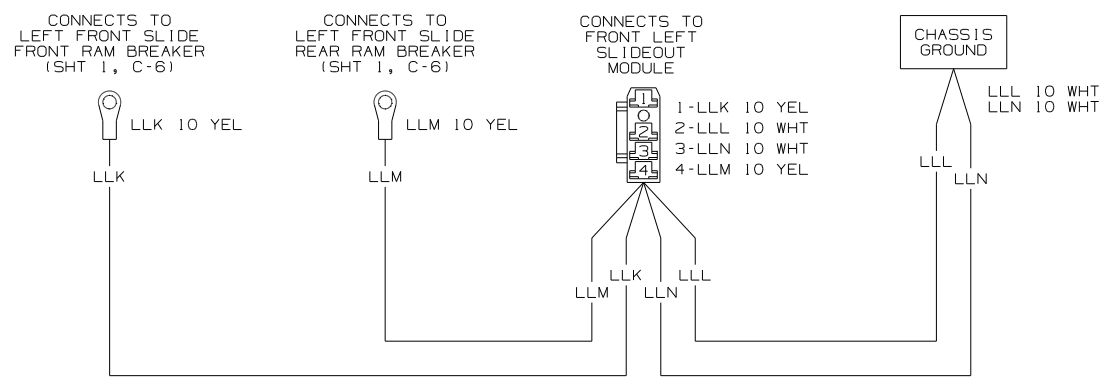 CONNECTS TO
LEFT FRONT SLIDE
FRONT RAM BREAKER
(SHT 1, C-6)
LLK 10 YEL
LLK
CONNECTS TO
LEFT FRONT SLIDE
REAR RAM BREAKER
(SHT 1, C-6)
LLM 10 YEL
LLM
CONNECTS TO
FRONT LEFT
SLIDEOUT
MODULE
1
2
3
4
1-LLK 10 YEL
2-LLL 10 WHT
3-LLN 10 WHT
4-LLM 10 YEL
CHASSIS
GROUND
LLL 10 WHT
LLN 10 WHT
LLL
LLN
LLM
LLK
LLN
LLL